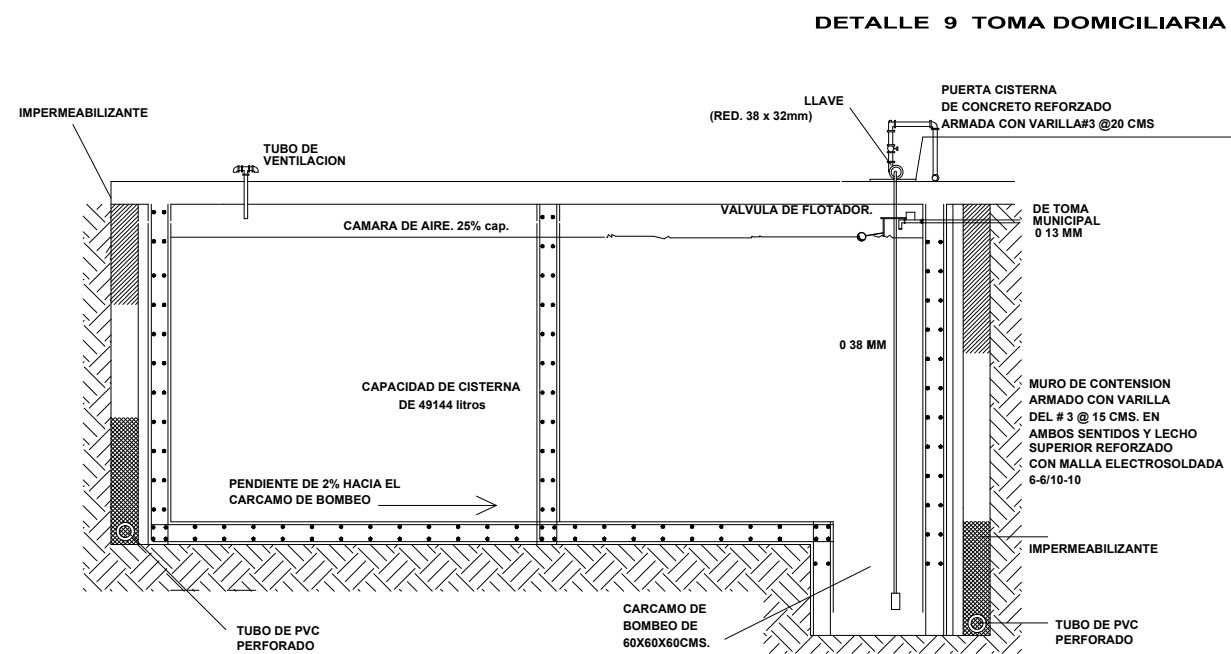 DETALLE 9 TOMA DOMICILIARIA
IMPERMEABILIZANTE
TUBO DE
VENTILACION
LLAVE
(RED. 38 x 32mm)
PUERTA CISTERNA
DE CONCRETO REFORZADO
ARMADA CON VARILLA#3 @20 CMS
CAMARA DE AIRE. 25% cap.
VALVULA DE FLOTADOR.
DE TOMA
MUNICIPAL
0 13 MM
0 38 MM
CAPACIDAD DE CISTERNA
DE 49144 litros
MURO DE CONTENSION
ARMADO CON VARILLA
DEL # 3 @ 15 CMS. EN
AMBOS SENTIDOS Y LECHO
SUPERIOR REFORZADO
CON MALLA ELECTROSOLDADA
6-6/10-10
PENDIENTE DE 2% HACIA EL
CARCAMO DE BOMBEO
IMPERMEABILIZANTE
TUBO DE PVC
PERFORADO
CARCAMO DE
BOMBEO DE
60X60X60CMS.
TUBO DE PVC
PERFORADO